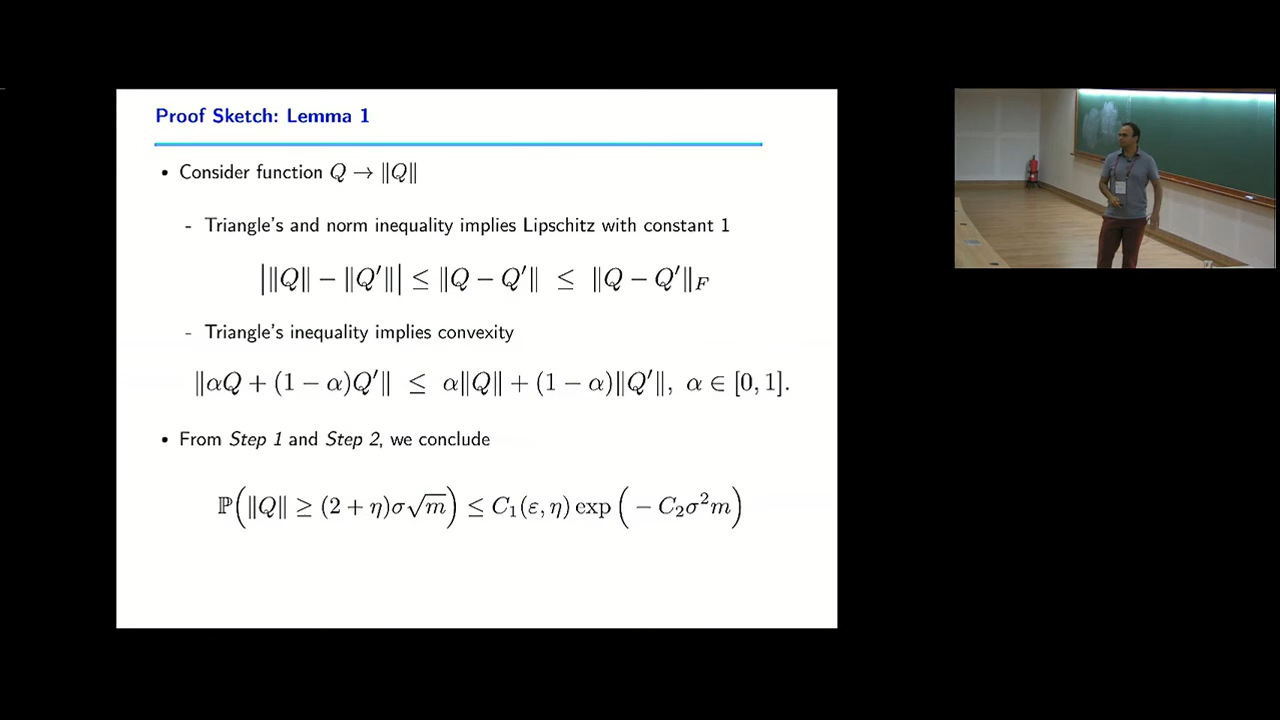 Proof Sketch: Lemma 1
• Consider function Q → ‖Q‖
- Triangle's and norm inequality implies Lipschitz with constant 1
|‖Q‖ − ‖Q′‖| ≤ ‖Q − Q′‖ ≤ ‖Q − Q′‖_F
- Triangle's inequality implies convexity
‖αQ + (1 − α)Q′‖ ≤ α‖Q‖ + (1 − α)‖Q′‖, α ∈ [0, 1].
• From Step 1 and Step 2, we conclude
ℙ(‖Q‖ ≥ (2 + η)σ√m) ≤ C₁(ε, η) exp(− C₂σ²m)